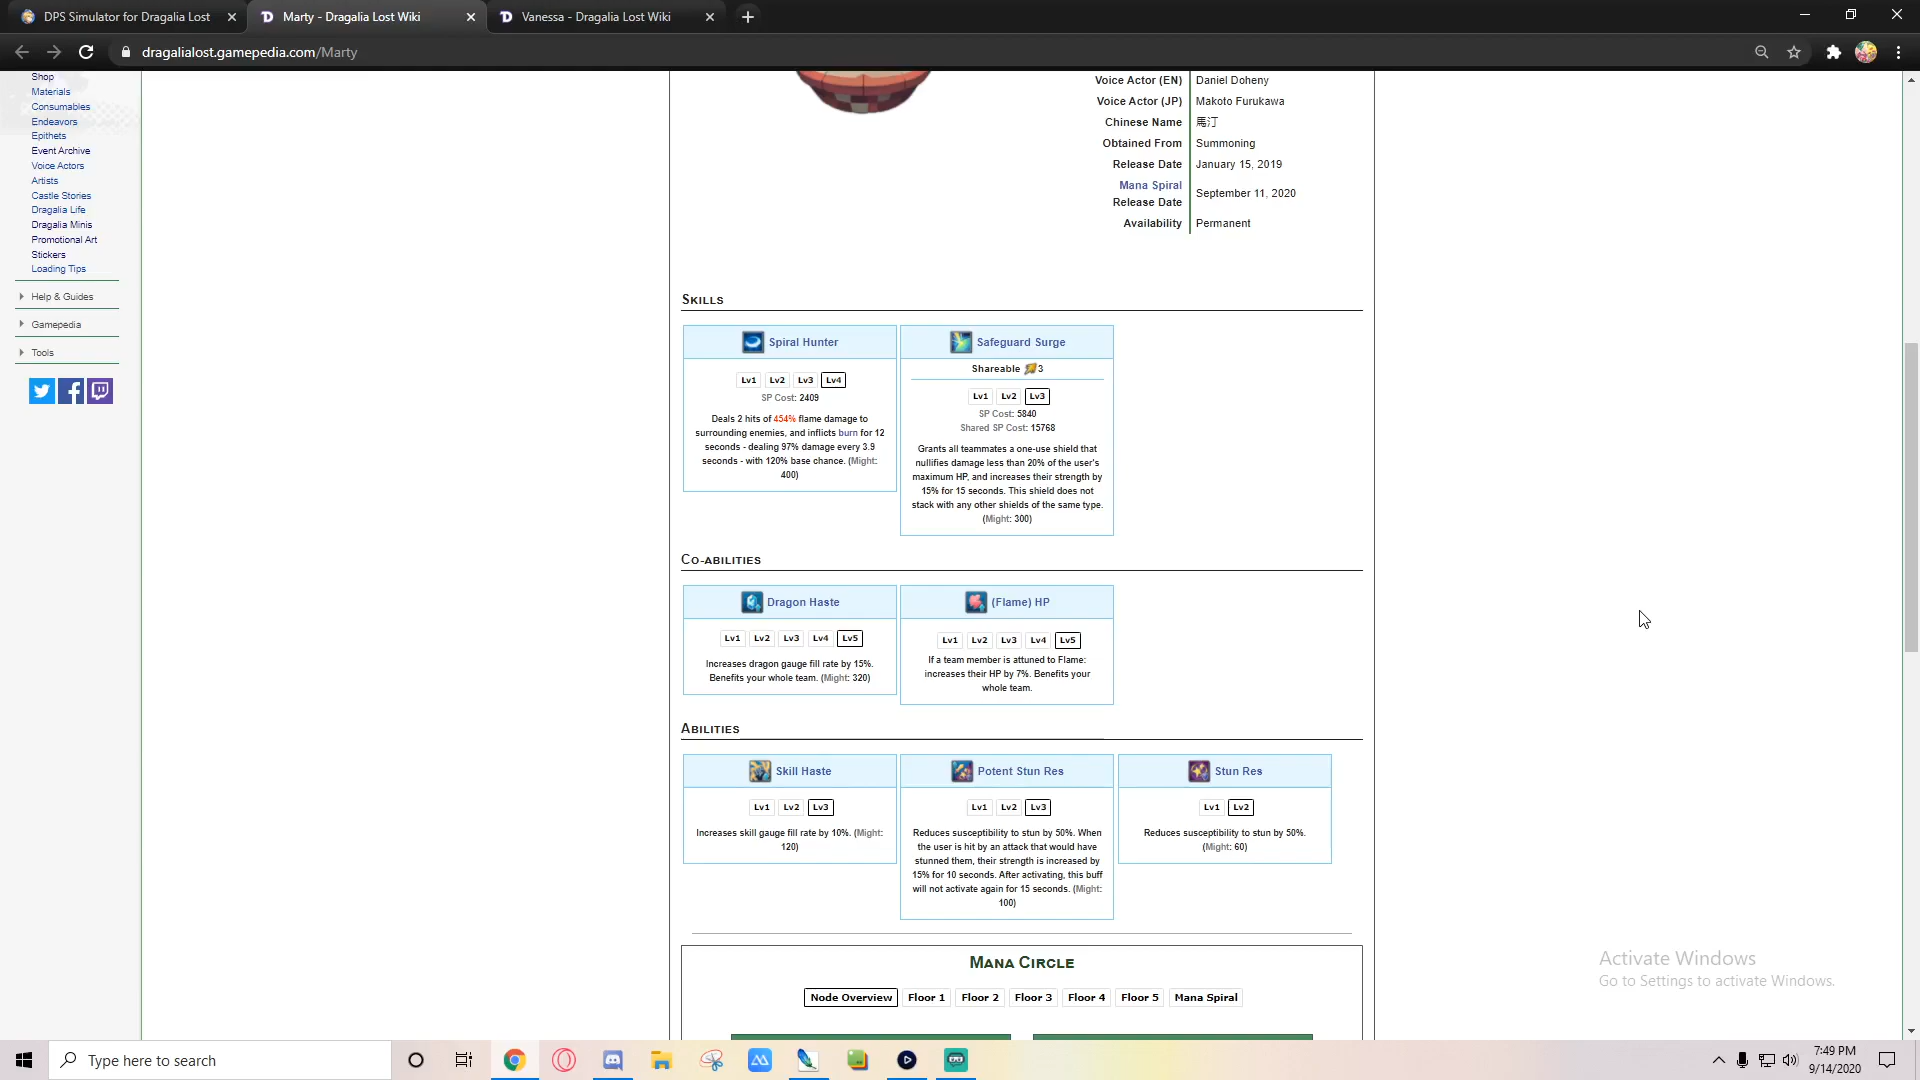 DPS Simulator for Dragalia Lost
Marty - Dragalia Lost Wiki
Vanessa - Dragalia Lost Wiki
dragalialost.gamepedia.com/Marty
Shop
Materials
Consumables
Endeavors
Epithets
Event Archive
Voice Actors
Artists
Castle Stories
Dragalia Life
Dragalia Minis
Promotional Art
Stickers
Loading Tips
Help & Guides
Gamepedia
Tools
Voice Actor (EN) Daniel Doheny
Voice Actor (JP) Makoto Furukawa
Chinese Name 馬汀
Obtained From Summoning
Release Date January 15, 2019
Mana Spiral
Release Date September 11, 2020
Availability Permanent
Skills
Spiral Hunter
Lv1 Lv2 Lv3 Lv4
SP Cost: 2409
Deals 2 hits of 454% flame damage to
surrounding enemies, and inflicts burn for 12
seconds - dealing 97% damage every 3.9
seconds - with 120% base chance. (Might:
400)
Safeguard Surge
Shareable 3
Lv1 Lv2 Lv3
SP Cost: 5840
Shared SP Cost: 15768
Grants all teammates a one-use shield that
nullifies damage less than 20% of the user's
maximum HP, and increases their strength by
15% for 15 seconds. This shield does not
stack with any other shields of the same type.
(Might: 300)
Co-abilities
Dragon Haste
Lv1 Lv2 Lv3 Lv4 Lv5
Increases dragon gauge fill rate by 15%.
Benefits your whole team. (Might: 320)
(Flame) HP
Lv1 Lv2 Lv3 Lv4 Lv5
If a team member is attuned to Flame:
increases their HP by 7%. Benefits your
whole team.
Abilities
Skill Haste
Lv1 Lv2 Lv3
Increases skill gauge fill rate by 10%. (Might:
120)
Potent Stun Res
Lv1 Lv2 Lv3
Reduces susceptibility to stun by 50%. When
the user is hit by an attack that would have
stunned them, their strength is increased by
15% for 10 seconds. After activating, this buff
will not activate again for 15 seconds. (Might:
100)
Stun Res
Lv1 Lv2
Reduces susceptibility to stun by 50%.
(Might: 60)
Mana Circle
Node Overview Floor 1 Floor 2 Floor 3 Floor 4 Floor 5 Mana Spiral
Activate Windows
Go to Settings to activate Windows.
Type here to search
7:49 PM
9/14/2020